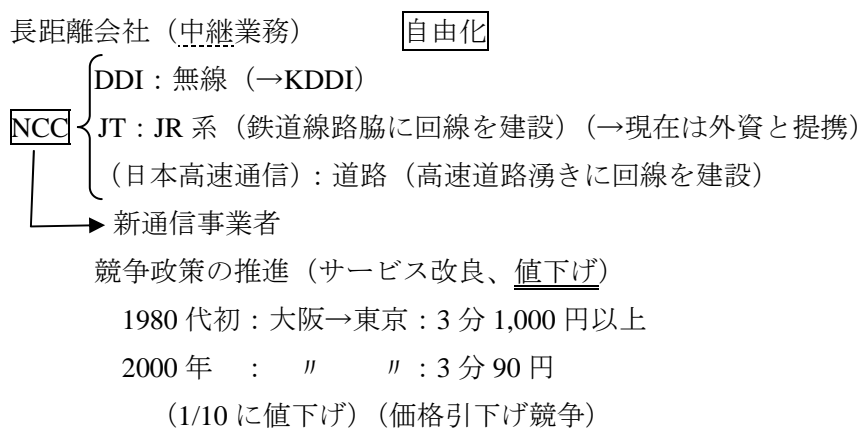 長距離会社（中継業務） 自由化
DDI：無線（→KDDI）
NCC JT：JR 系（鉄道線路脇に回線を建設）（→現在は外資と提携）
（日本高速通信）：道路（高速道路湧きに回線を建設）
新通信事業者
競争政策の推進（サービス改良、値下げ）
1980 代初：大阪→東京：3 分 1,000 円以上
2000 年 ： 〃 〃：3 分 90 円
（1/10 に値下げ）（価格引下げ競争）